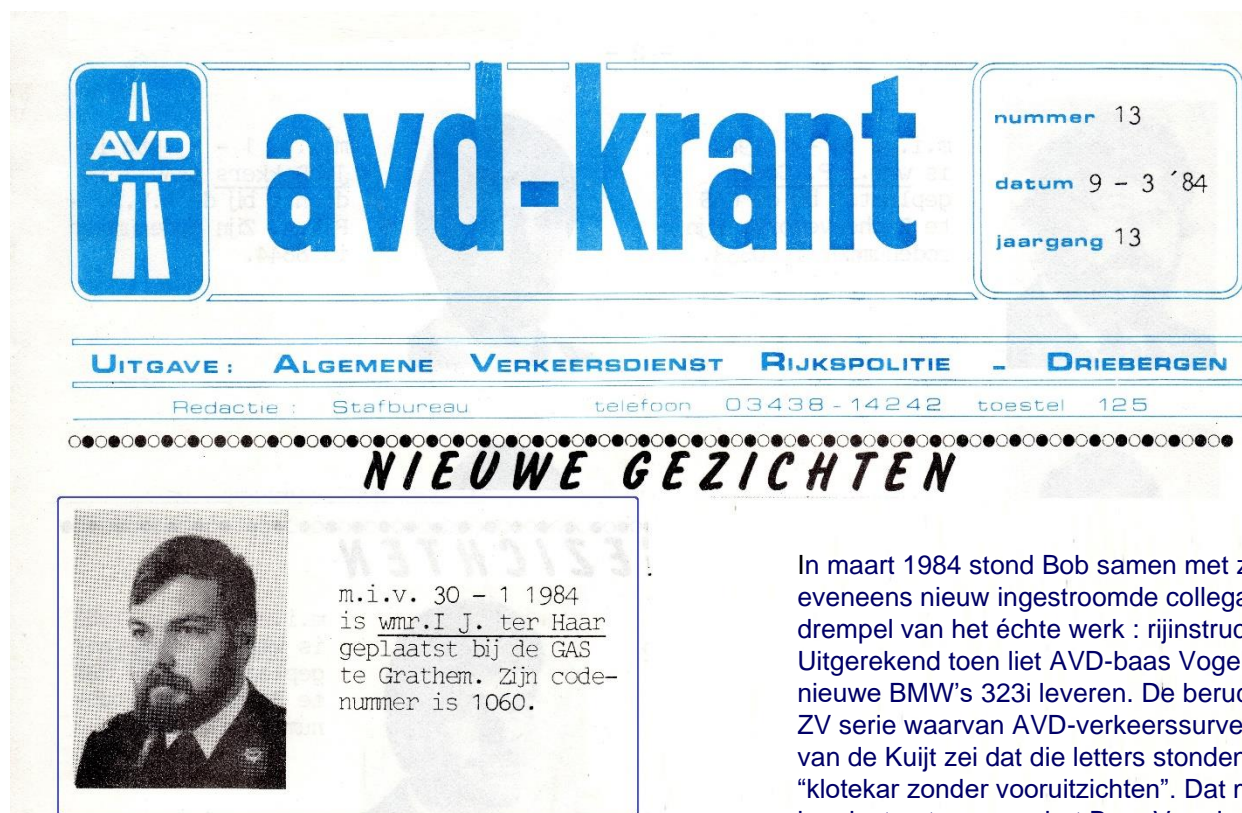 AVD
avd-krant
nummer 13
datum 9 - 3 '84
jaargang 13
UITGAVE: ALGEMENE VERKEERSDIENST RIJKSPOLITIE - DRIEBERGEN
Redactie : Stafbureau telefoon 03438-14242 toestel 125
NIEUWE GEZICHTEN
m.i.v. 30 - 1 1984
is wmr.I J. ter Haar
geplaatst bij de GAS
te Grathem. Zijn code-
nummer is 1060.
In maart 1984 stond Bob samen met
eveneens nieuw ingestroomde collega
drempel van het échte werk : rijinstruc
Uitgerekend toen liet AVD-baas Voge
nieuwe BMW's 323i leveren. De beruc
ZV serie waarvan AVD-verkeerssurve
van de Kuijt zei dat die letters stonden
“klotekar zonder vooruitzichten”. Dat